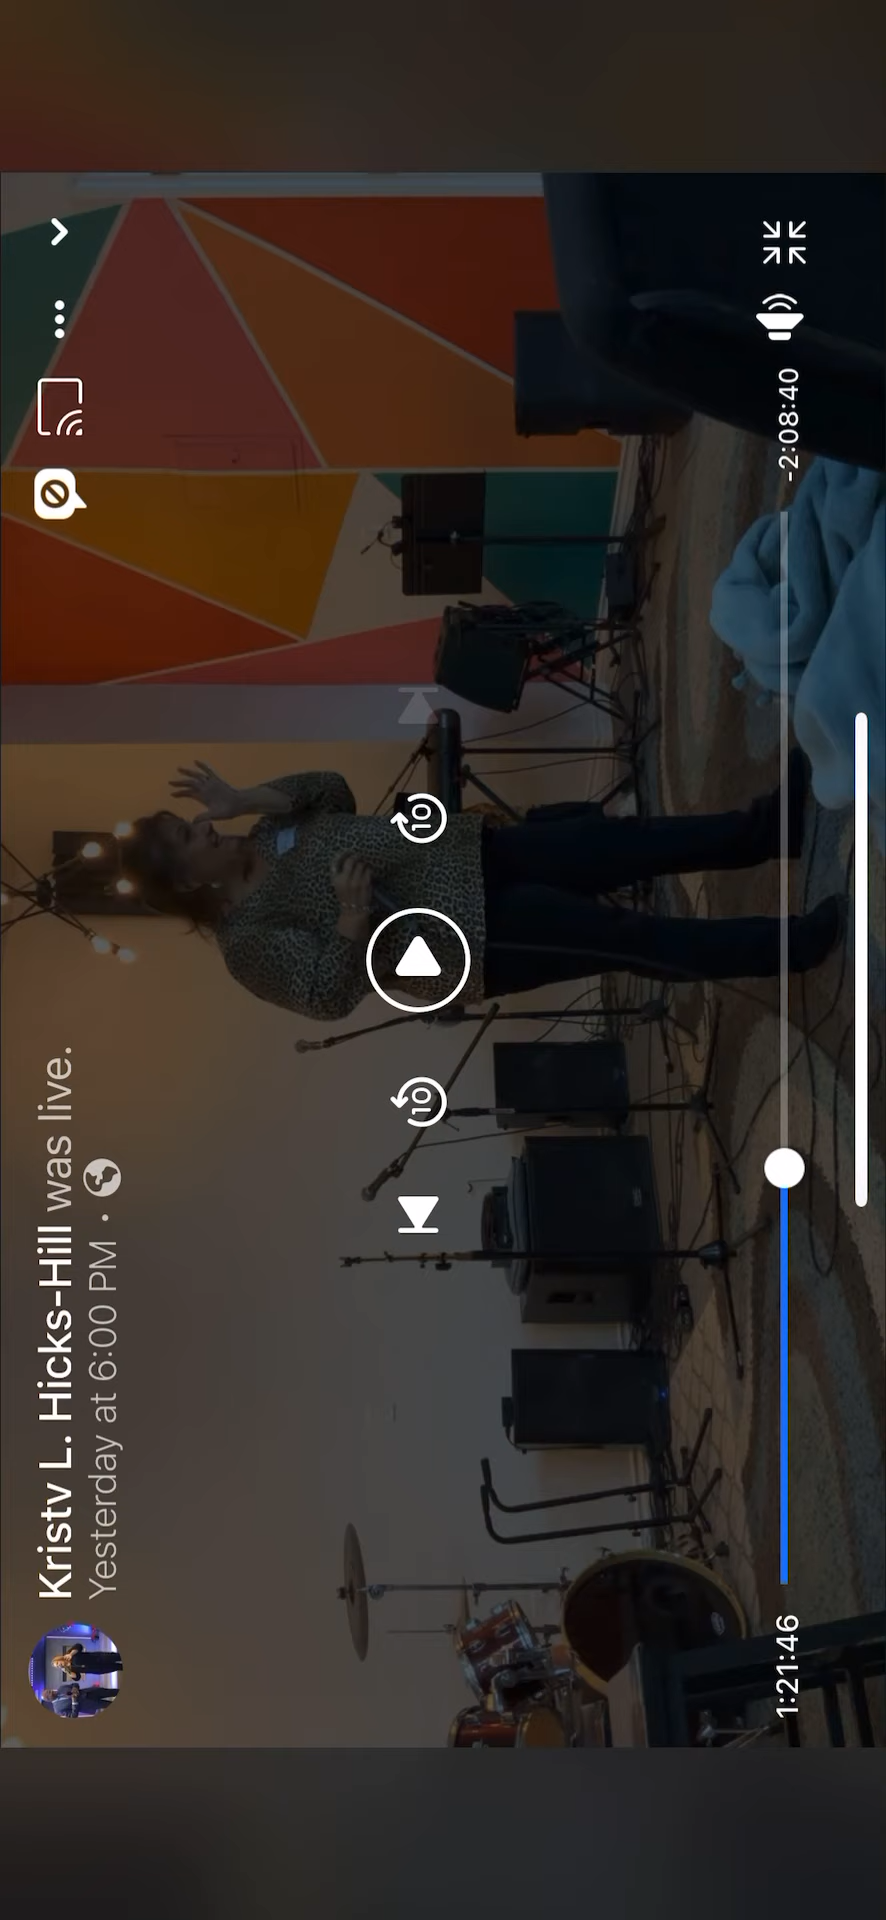 Kristy L. Hicks-Hill was live.
Yesterday at 6:00 PM ·
10
10
1:21:46
-2:08:40